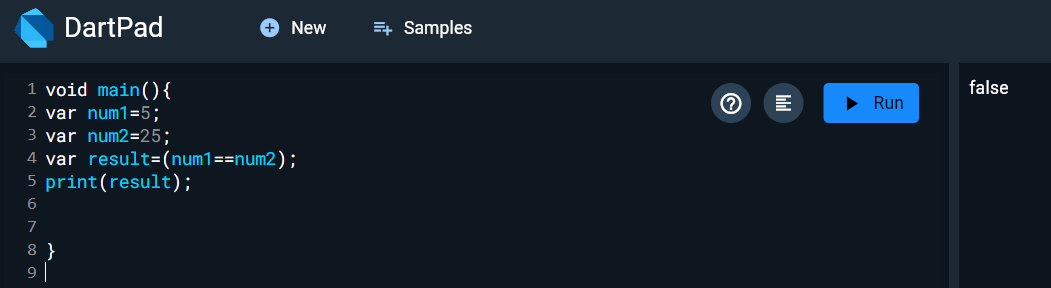 DartPad New Samples
1 void main(){
2 var num1=5;
3 var num2=25;
4 var result=(num1==num2);
5 print(result);
6
7
8 }
9
Run
false